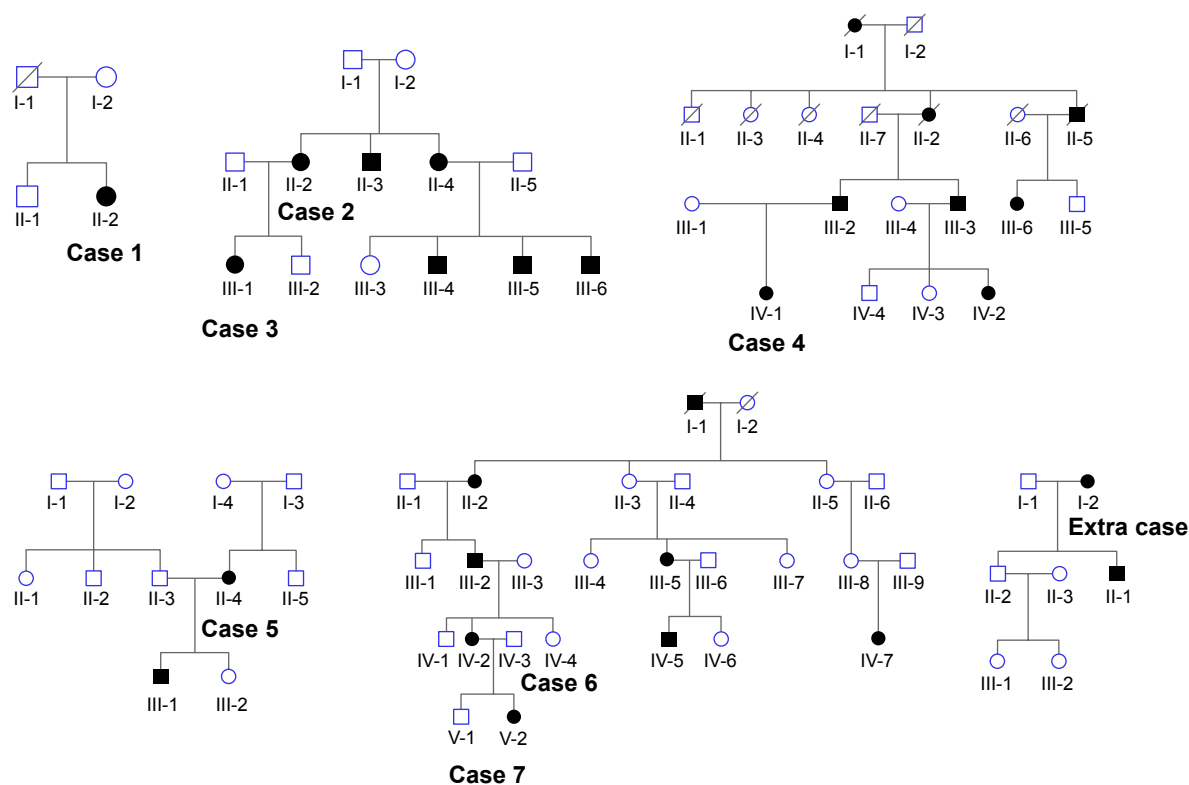 I-1 I-2
II-1 II-2
Case 1
I-1 I-2
II-1 II-2 II-3 II-4 II-5
Case 2
III-1 III-2 III-3 III-4 III-5 III-6
Case 3
I-1 I-2
II-1 II-3 II-4 II-7 II-2 II-6 II-5
III-1 III-2 III-4 III-3 III-6 III-5
IV-1 IV-4 IV-3 IV-2
Case 4
I-1 I-2 I-4 I-3
II-1 II-2 II-3 II-4 II-5
Case 5
III-1 III-2
I-1 I-2
II-1 II-2 II-3 II-4 II-5 II-6
III-1 III-2 III-3 III-4 III-5 III-6 III-7 III-8 III-9
IV-1 IV-2 IV-3 IV-4 IV-5 IV-6 IV-7
Case 6
V-1 V-2
Case 7
I-1 I-2
Extra case
II-2 II-3 II-1
III-1 III-2